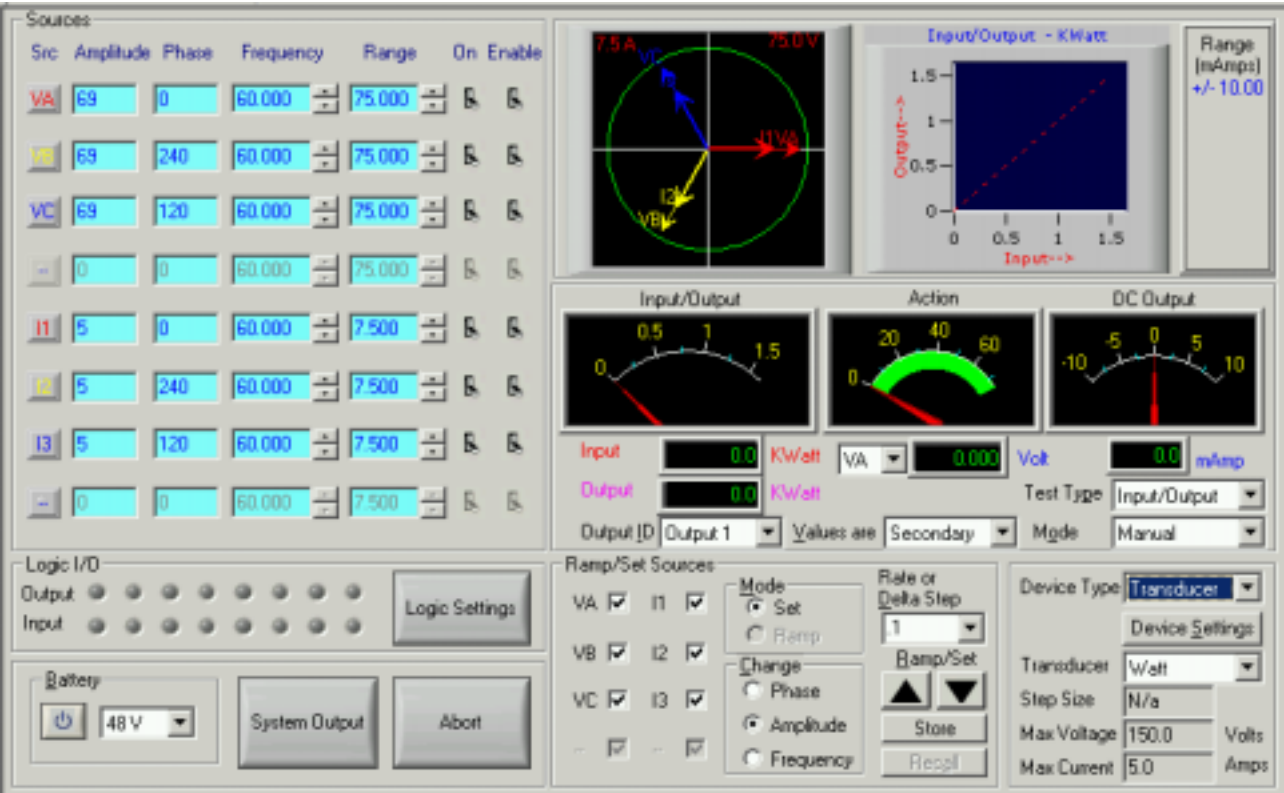 Sources
Src Amplitude Phase Frequency Range On Enable
VA 69 0 60.000 75.000
VB 69 240 60.000 75.000
VC 69 120 60.000 75.000
-- 0 0 60.000 75.000
I1 5 0 60.000 7.500
I2 5 240 60.000 7.500
I3 5 120 60.000 7.500
-- 0 0 60.000 7.500
7.5 A 75.0 V
VC
I1 VA
I2
VB
Input/Output - KWatt
1.5
1
0.5
0
0 0.5 1 1.5
Output-->
Input-->
Range
(mAmps)
+/- 10.00
Input/Output Action DC Output
0 0.5 1 1.5
0 20 40 60
-10 -5 0 5 10
Input 0.0 KWatt VA 0.000 Volt 0.0 mAmp
Output 0.0 KWatt Test Type Input/Output
Output ID Output 1 Values are Secondary Mode Manual
Logic I/O
Output
Input
Logic Settings
Battery
48 V
System Output
Abort
Ramp/Set Sources
VA I1
VB I2
VC I3
-- --
Mode
Set
Ramp
Change
Phase
Amplitude
Frequency
Rate or
Delta Step
.1
Ramp/Set
Store
Recall
Device Type Transducer
Device Settings
Transducer Watt
Step Size N/a
Max Voltage 150.0 Volts
Max Current 5.0 Amps